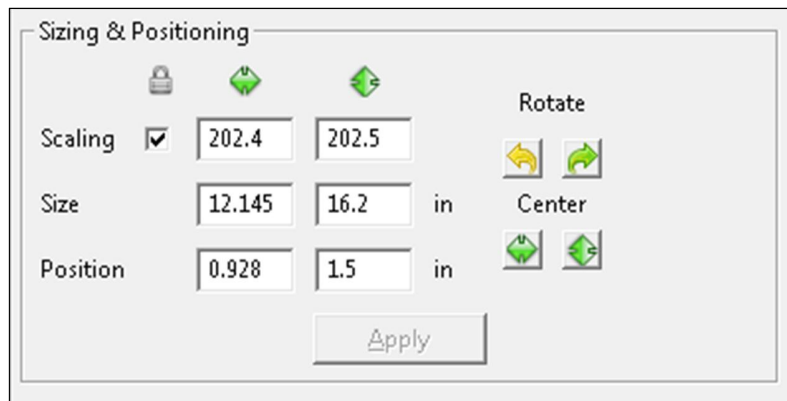 Sizing & Positioning
Rotate
Scaling 202.4 202.5
Size 12.145 16.2 in Center
Position 0.928 1.5 in
Apply